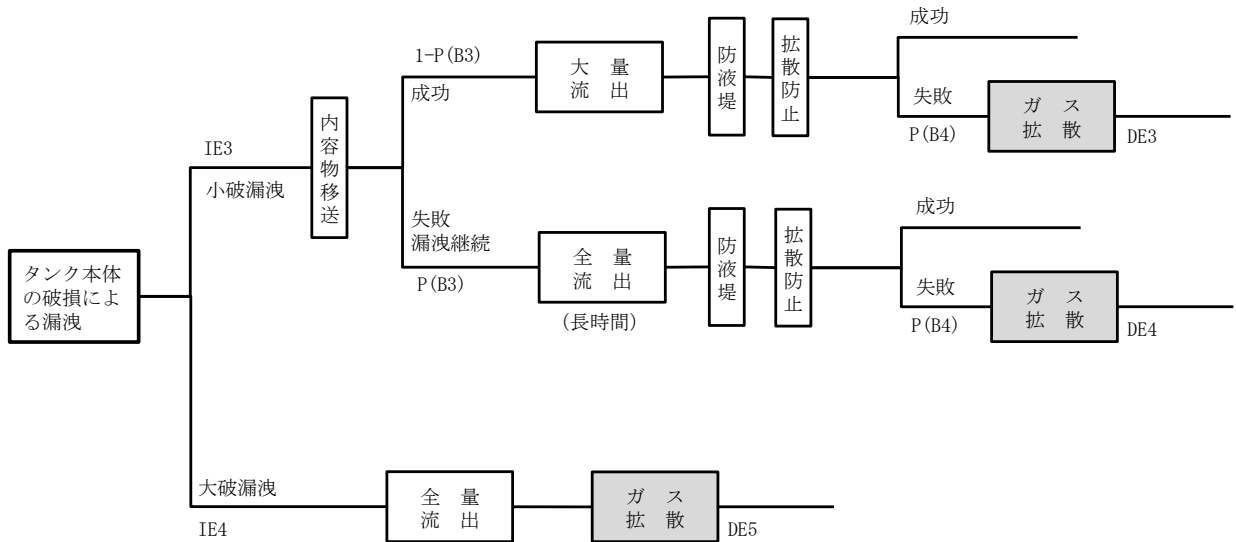 タンク本体
の破損によ
る漏洩
IE3
小破漏洩
内容物移送
1-P(B3)
成功
大　量
流　出
防液堤
拡散防止
成功
失敗
P(B4)
ガ　ス
拡　散
DE3
失敗
漏洩継続
P(B3)
全　量
流　出
(長時間)
防液堤
拡散防止
成功
失敗
P(B4)
ガ　ス
拡　散
DE4
大破漏洩
IE4
全　量
流　出
ガ　ス
拡　散
DE5